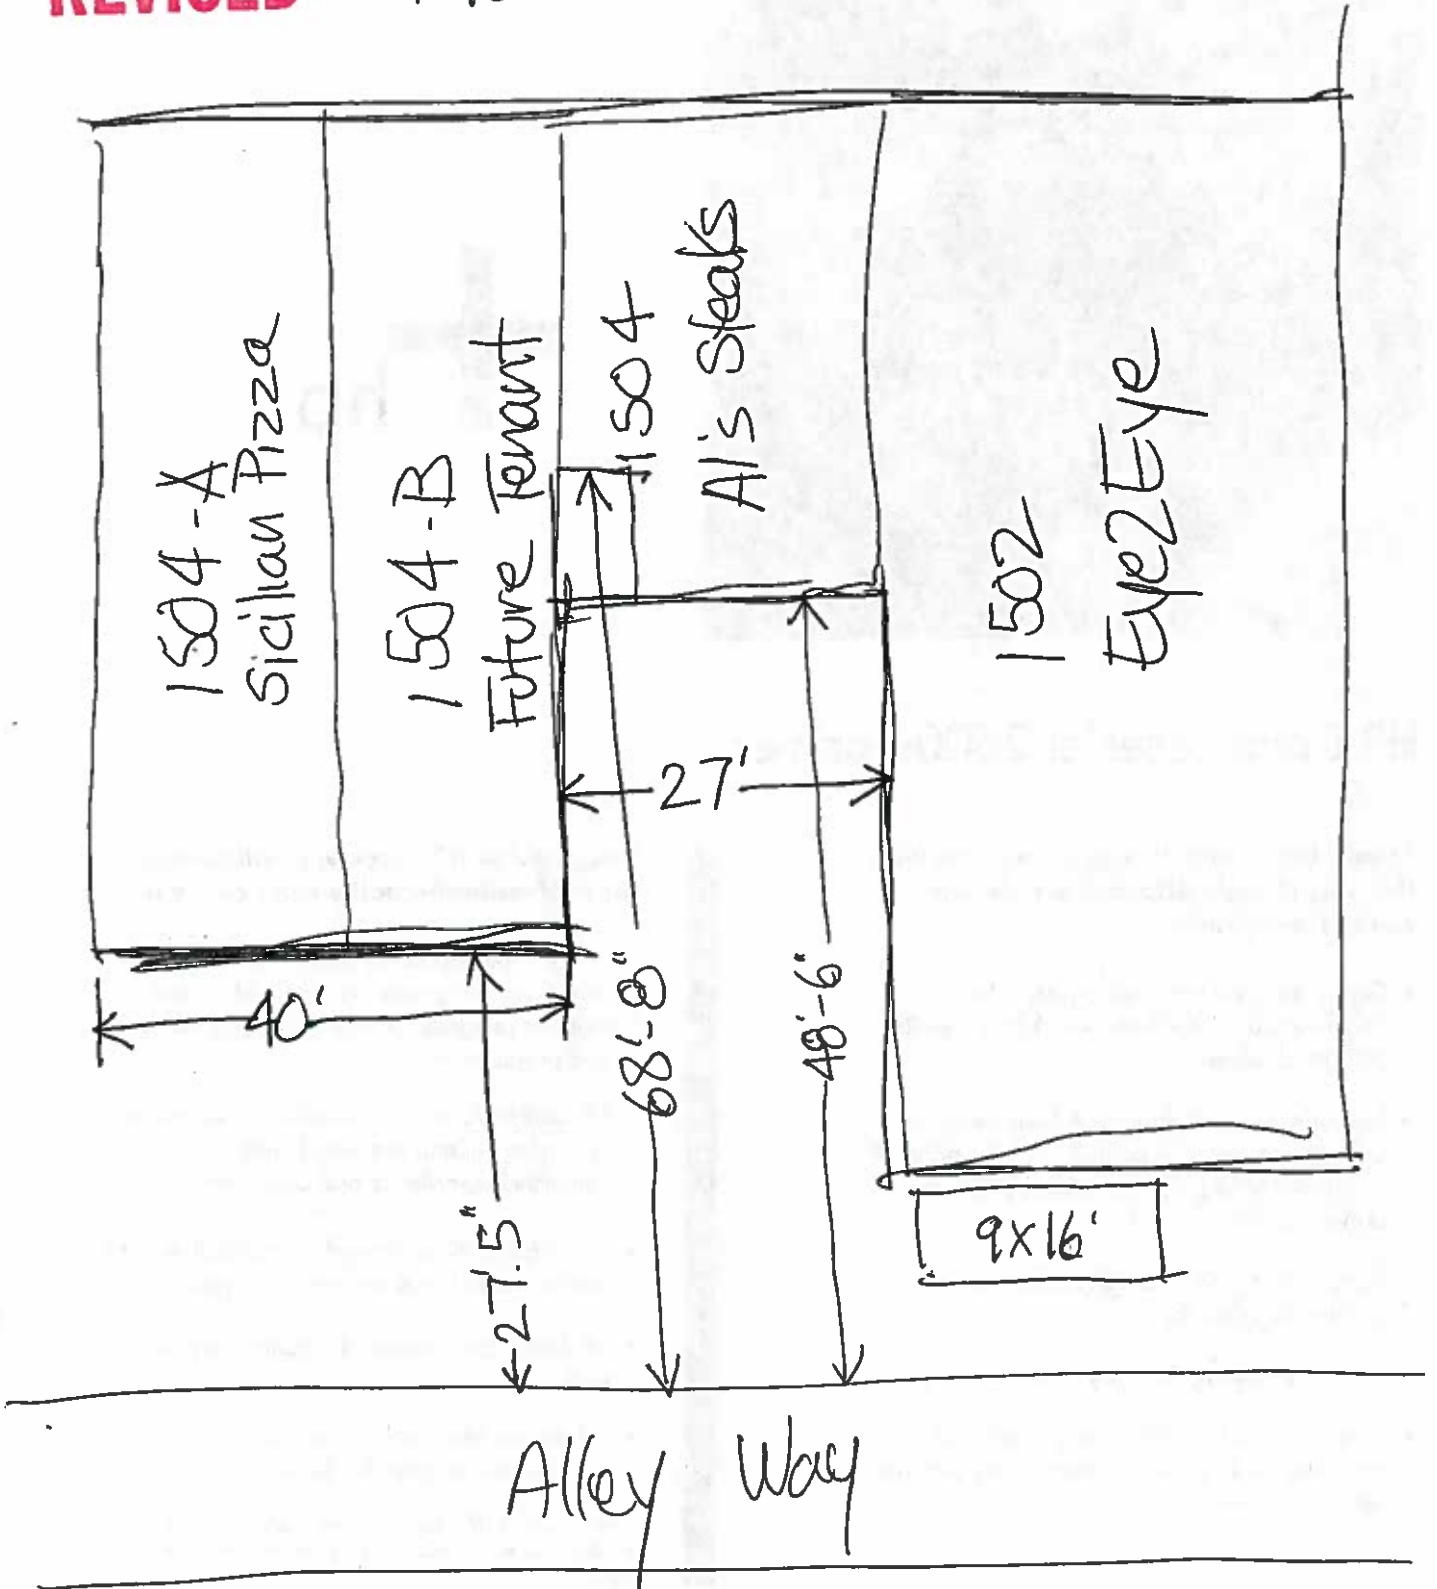 REVISED
1504-A
Sicilian Pizza
1504-B
Future Tenant
1504
Al's Steaks
1502
Eye2Eye
27'
40'
27.5"
68'-8"
48'-6"
9x16'
Alley Way